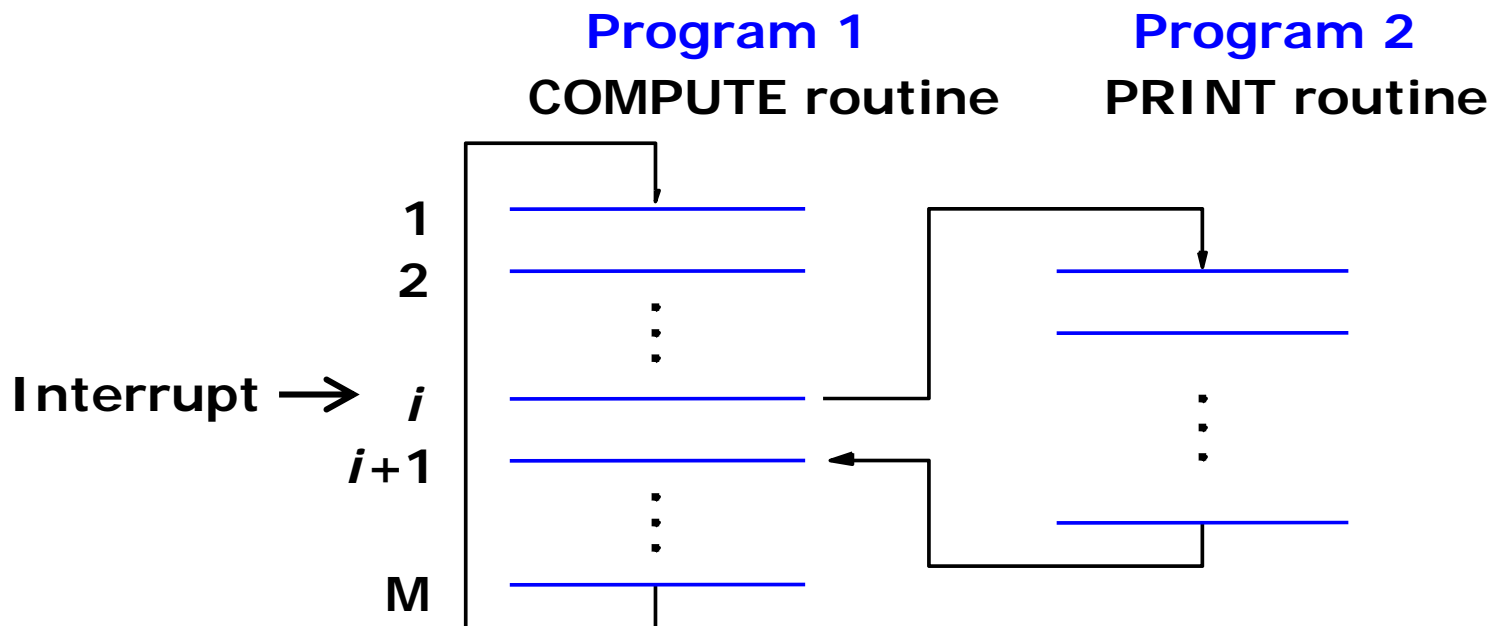 Program 1
Program 2
COMPUTE routine
PRINT routine
1
2
Interrupt → i
i+1
M